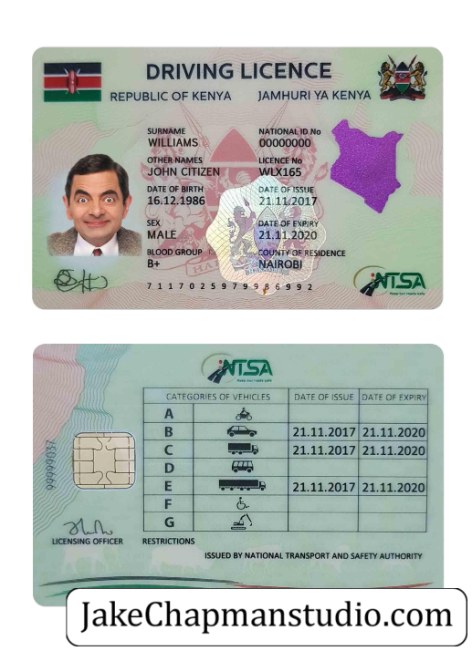 DRIVING LICENCE
REPUBLIC OF KENYA JAMHURI YA KENYA
SURNAME
WILLIAMS
NATIONAL ID.No
00000000
OTHER NAMES
JOHN CITIZEN
LICENCE No
WLX165
DATE OF BIRTH
16.12.1986
DATE OF ISSUE
21.11.2017
SEX
MALE
DATE OF EXPIRY
21.11.2020
BLOOD GROUP
B+
COUNTY OF RESIDENCE
NAIROBI
NTSA
7 1 1 1 7 0 2 5 9 7 9 9 8 6 9 9 2
NTSA
CATEGORIES OF VEHICLES DATE OF ISSUE DATE OF EXPIRY
A
B 21.11.2017 21.11.2020
C 21.11.2017 21.11.2020
D
E 21.11.2017 21.11.2020
F
G
99999037
LICENSING OFFICER
RESTRICTIONS
ISSUED BY NATIONAL TRANSPORT AND SAFETY AUTHORITY
JakeChapmanstudio.com